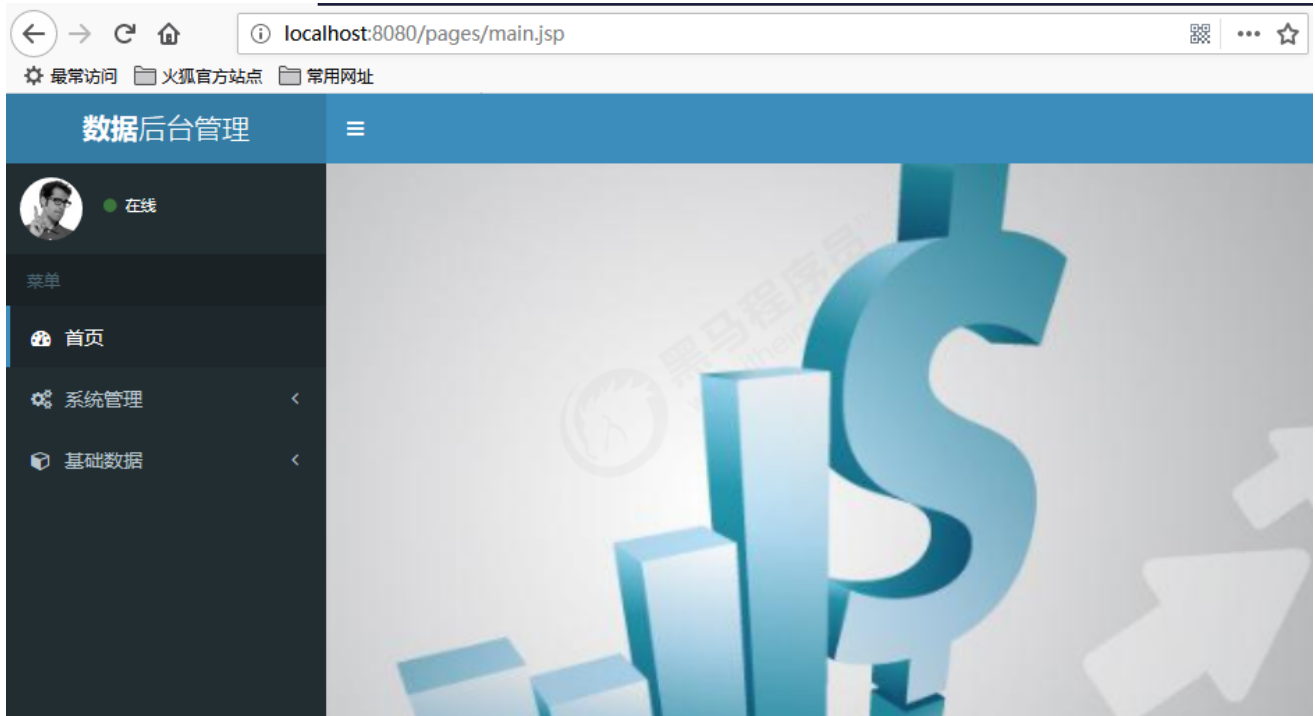 localhost:8080/pages/main.jsp
最常访问 火狐官方站点 常用网址
数据后台管理
在线
菜单
首页
系统管理
基础数据
黑马程序员